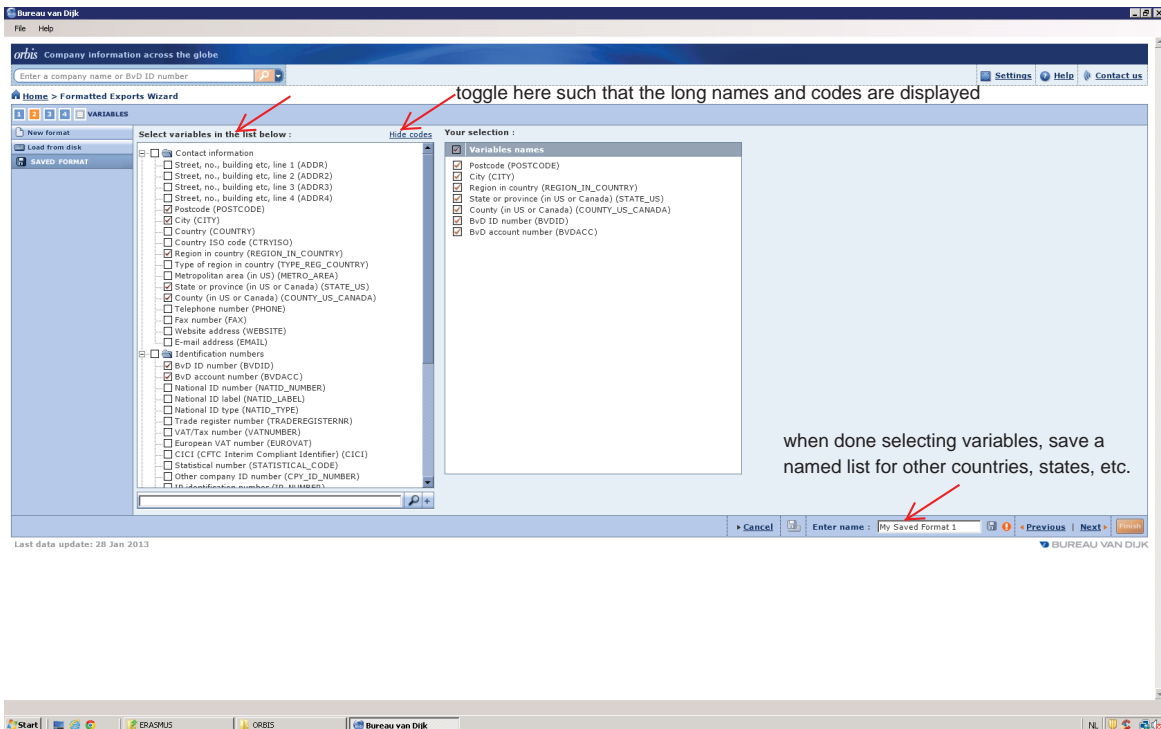 Bureau van Dijk
File Help
orbis Company information across the globe
Enter a company name or BvD ID number
Settings Help Contact us
Home > Formatted Exports Wizard
toggle here such that the long names and codes are displayed
1 2 3 4 VARIABLES
New format
Load from disk
SAVED FORMAT
Select variables in the list below :
Hide codes
Contact information
Street, no., building etc, line 1 (ADDR)
Street, no., building etc, line 2 (ADDR2)
Street, no., building etc, line 3 (ADDR3)
Street, no., building etc, line 4 (ADDR4)
Postcode (POSTCODE)
City (CITY)
Country (COUNTRY)
Country ISO code (CTRYISO)
Region in country (REGION_IN_COUNTRY)
Type of region in country (TYPE_REG_COUNTRY)
Metropolitan area (in US) (METRO_AREA)
State or province (in US or Canada) (STATE_US)
County (in US or Canada) (COUNTY_US_CANADA)
Telephone number (PHONE)
Fax number (FAX)
Website address (WEBSITE)
E-mail address (EMAIL)
Identification numbers
BvD ID number (BVDID)
BvD account number (BVDACC)
National ID number (NATID_NUMBER)
National ID label (NATID_LABEL)
National ID type (NATID_TYPE)
Trade register number (TRADEREGISTERNR)
VAT/Tax number (VATNUMBER)
European VAT number (EUROVAT)
CICI (CFTC Interim Compliant Identifier) (CICI)
Statistical number (STATISTICAL_CODE)
Other company ID number (CPY_ID_NUMBER)
IP identification number (ID_NUMBER)
Your selection :
Variables names
Postcode (POSTCODE)
City (CITY)
Region in country (REGION_IN_COUNTRY)
State or province (in US or Canada) (STATE_US)
County (in US or Canada) (COUNTY_US_CANADA)
BvD ID number (BVDID)
BvD account number (BVDACC)
when done selecting variables, save a
named list for other countries, states, etc.
Cancel Enter name : My Saved Format 1 Previous | Next Finish
Last data update: 28 Jan 2013
BUREAU VAN DIJK
Start ERASMUS ORBIS Bureau van Dijk NL